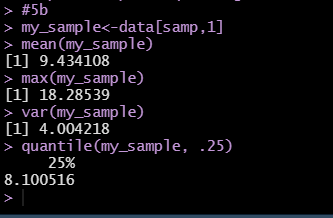 > #5b
> my_sample<-data[samp,1]
> mean(my_sample)
[1] 9.434108
> max(my_sample)
[1] 18.28539
> var(my_sample)
[1] 4.004218
> quantile(my_sample, .25)
     25%
8.100516
>